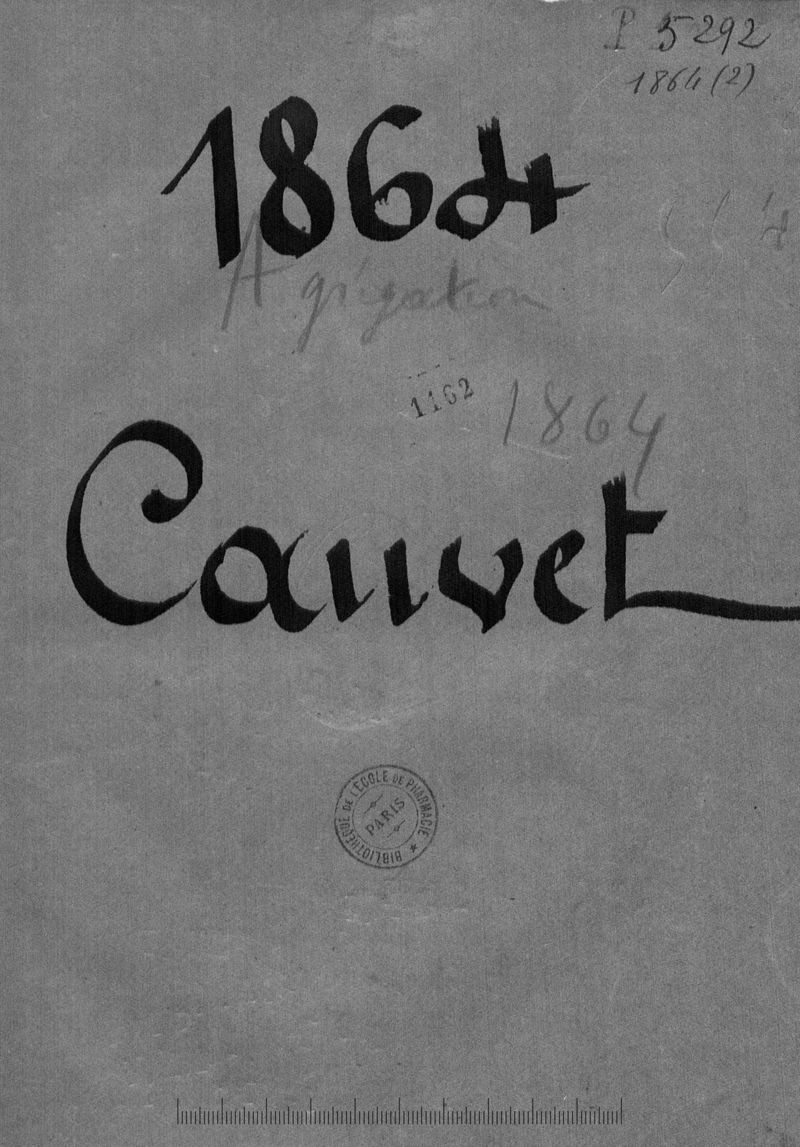 P 5292
1864 (2)
1864
Agrégation
1162
1864
Cauvet
BIBLIOTHÈQUE DE L'ÉCOLE DE PHARMACIE
PARIS